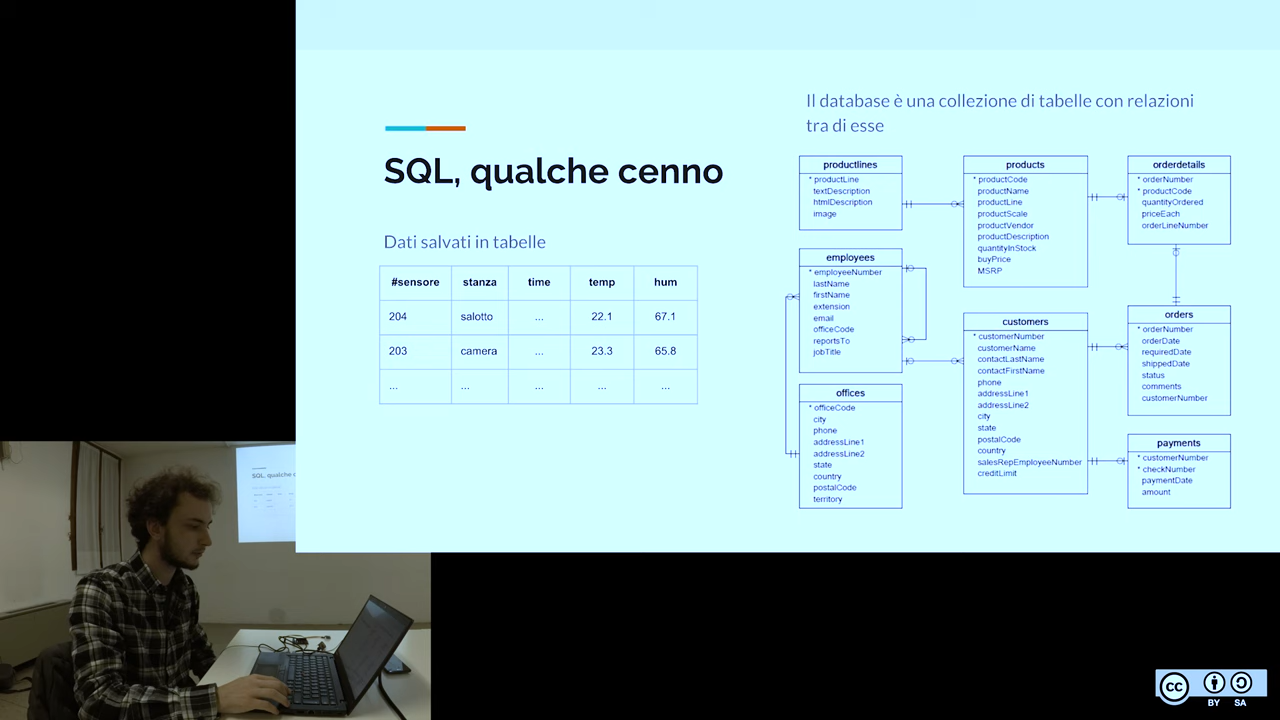 SQL, qualche cenno
Dati salvati in tabelle
#sensore stanza time temp hum
204 salotto ... 22.1 67.1
203 camera ... 23.3 65.8
... ... ... ... ...
Il database è una collezione di tabelle con relazioni
tra di esse
productlines
* productLine
textDescription
htmlDescription
image
products
* productCode
productName
productLine
productScale
productVendor
productDescription
quantityInStock
buyPrice
MSRP
orderdetails
* orderNumber
* productCode
quantityOrdered
priceEach
orderLineNumber
employees
* employeeNumber
lastName
firstName
extension
email
officeCode
reportsTo
jobTitle
customers
* customerNumber
customerName
contactLastName
contactFirstName
phone
addressLine1
addressLine2
city
state
postalCode
country
salesRepEmployeeNumber
creditLimit
orders
* orderNumber
orderDate
requiredDate
shippedDate
status
comments
customerNumber
offices
* officeCode
city
phone
addressLine1
addressLine2
state
country
postalCode
territory
payments
* customerNumber
* checkNumber
paymentDate
amount
SQL, qualche c
cc
BY SA